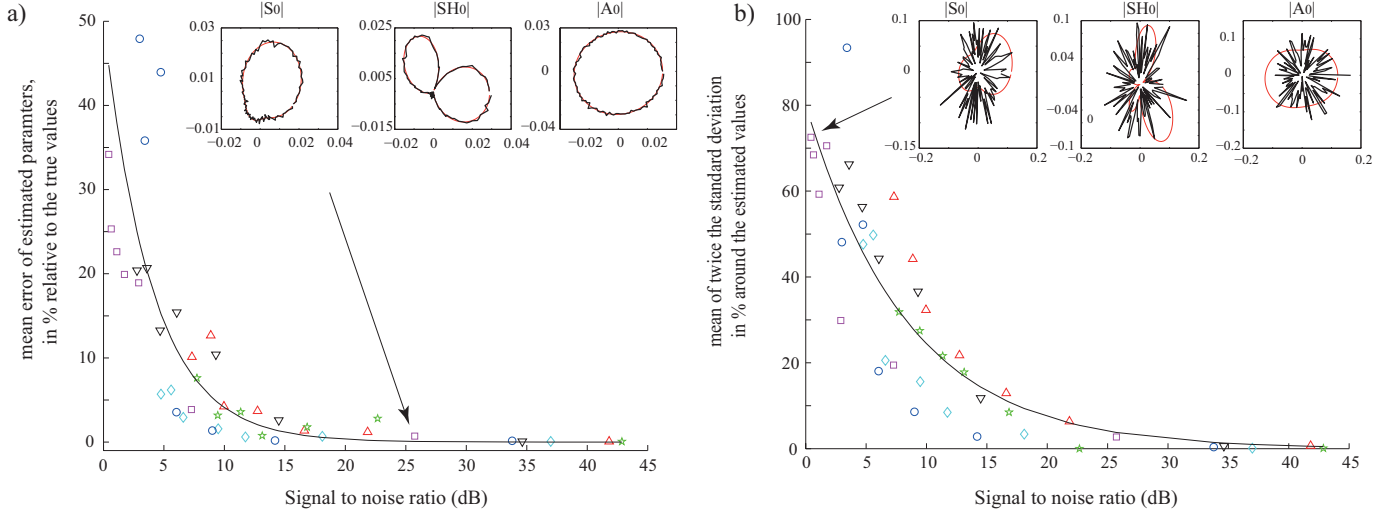 a)
|S0|
|SH0|
|A0|
0.03
0.01
−0.01
−0.02 0 0.02 0.04
0.025
0.005
−0.015
−0.02 0 0.02
0.04
0
−0.04
−0.02 0 0.02 0.04
mean error of estimated paramters,
in % relative to the true values
50
40
30
20
10
0
0 5 10 15 20 25 30 35 40 45
Signal to noise ratio (dB)
b)
|S0|
|SH0|
|A0|
0.1
0
−0.15
−0.2 0 0.2
0.1
0.04
−0.04
0
−0.1
−0.2 0 0.2
0.1
0
−0.1
−0.2
−0.2 0 0.2
mean of twice the standard deviation
in % around the estimated values
100
80
60
40
20
0
0 5 10 15 20 25 30 35 40 45
Signal to noise ratio (dB)